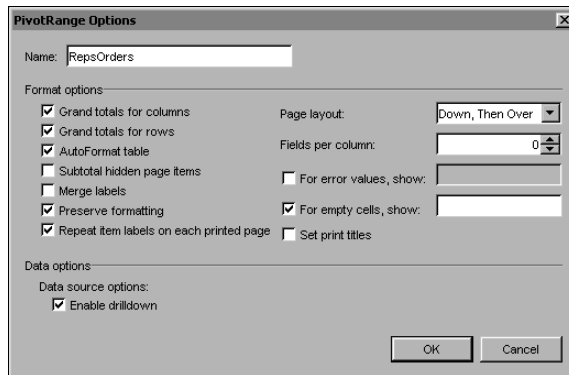 PivotRange Options
Name: RepsOrders
Format options
Grand totals for columns
Grand totals for rows
AutoFormat table
Subtotal hidden page items
Merge labels
Preserve formatting
Repeat item labels on each printed page
Page layout: Down, Then Over
Fields per column: 0
For error values, show:
For empty cells, show:
Set print titles
Data options
Data source options:
Enable drilldown
OK Cancel